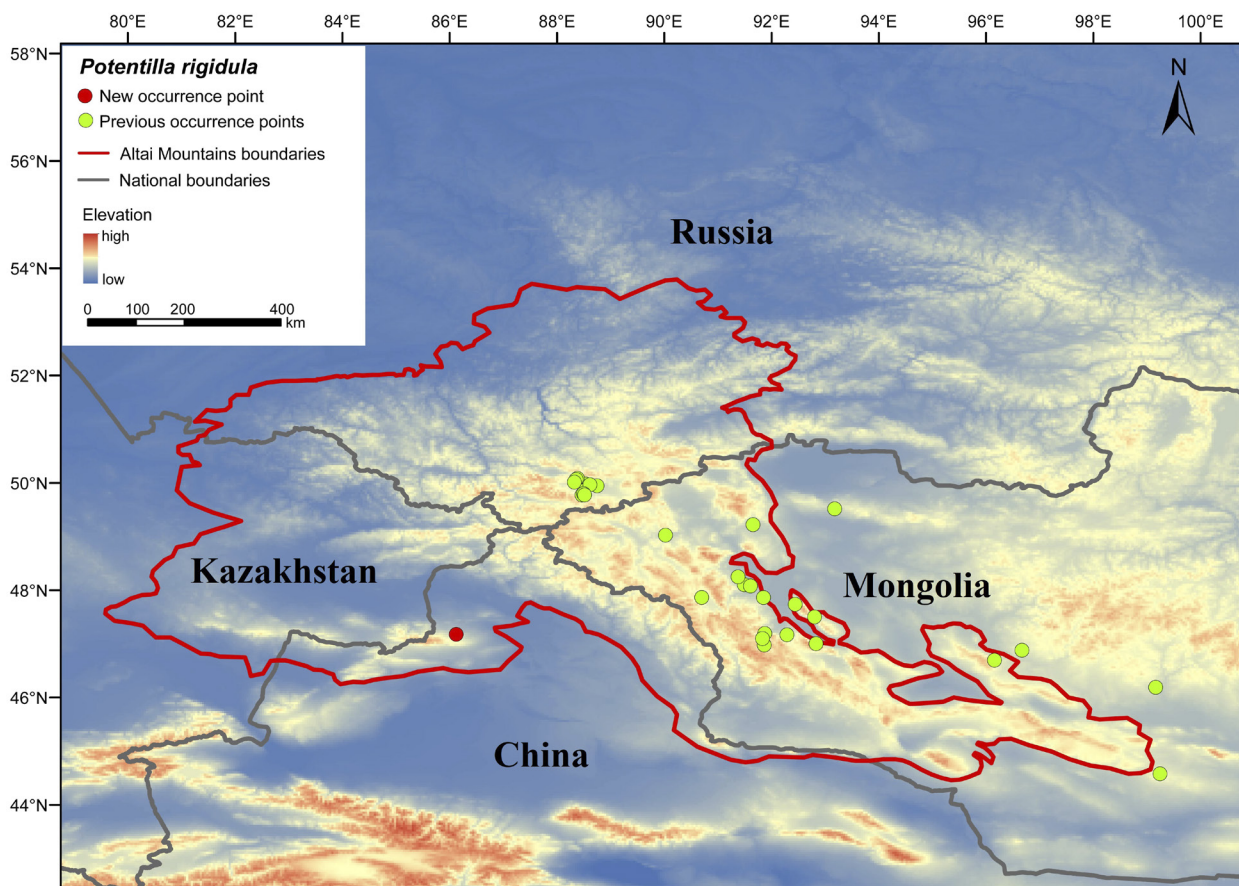 80°E 82°E 84°E 86°E 88°E 90°E 92°E 94°E 96°E 98°E 100°E
58°N
Potentilla rigidula
New occurrence point
Previous occurrence points
Altai Mountains boundaries
National boundaries
Elevation
high
low
0 100 200 400
km
N
56°N
54°N
52°N
50°N
48°N
46°N
44°N
Russia
Kazakhstan
Mongolia
China